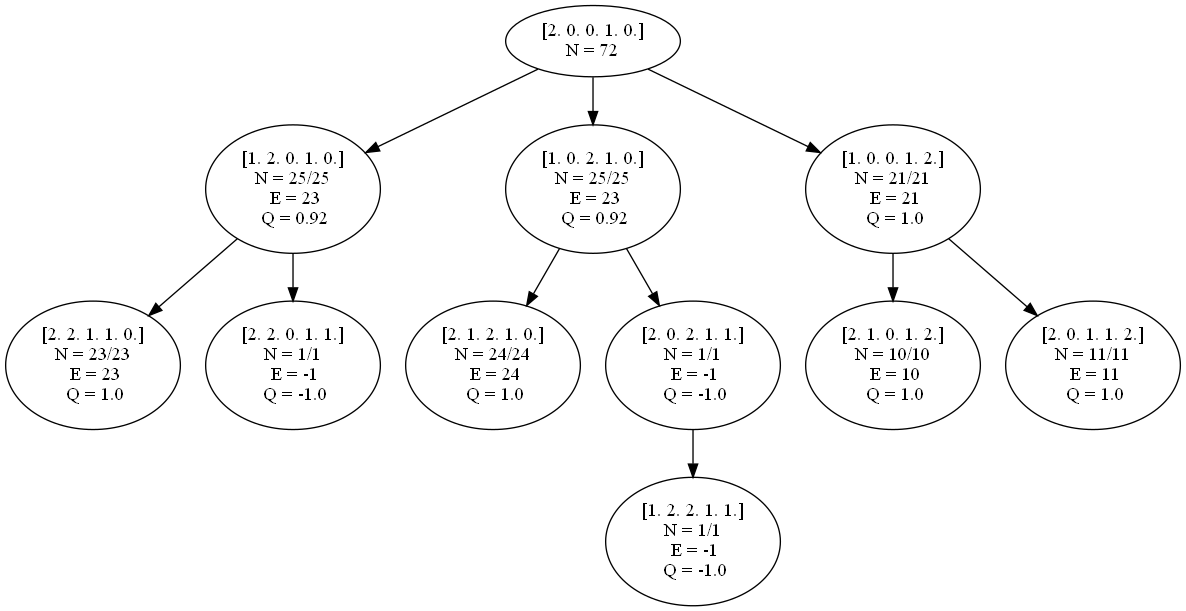 [2. 0. 0. 1. 0.]
N = 72
[1. 2. 0. 1. 0.]
N = 25/25
E = 23
Q = 0.92
[1. 0. 2. 1. 0.]
N = 25/25
E = 23
Q = 0.92
[1. 0. 0. 1. 2.]
N = 21/21
E = 21
Q = 1.0
[2. 2. 1. 1. 0.]
N = 23/23
E = 23
Q = 1.0
[2. 2. 0. 1. 1.]
N = 1/1
E = -1
Q = -1.0
[2. 1. 2. 1. 0.]
N = 24/24
E = 24
Q = 1.0
[2. 0. 2. 1. 1.]
N = 1/1
E = -1
Q = -1.0
[2. 1. 0. 1. 2.]
N = 10/10
E = 10
Q = 1.0
[2. 0. 1. 1. 2.]
N = 11/11
E = 11
Q = 1.0
[1. 2. 2. 1. 1.]
N = 1/1
E = -1
Q = -1.0